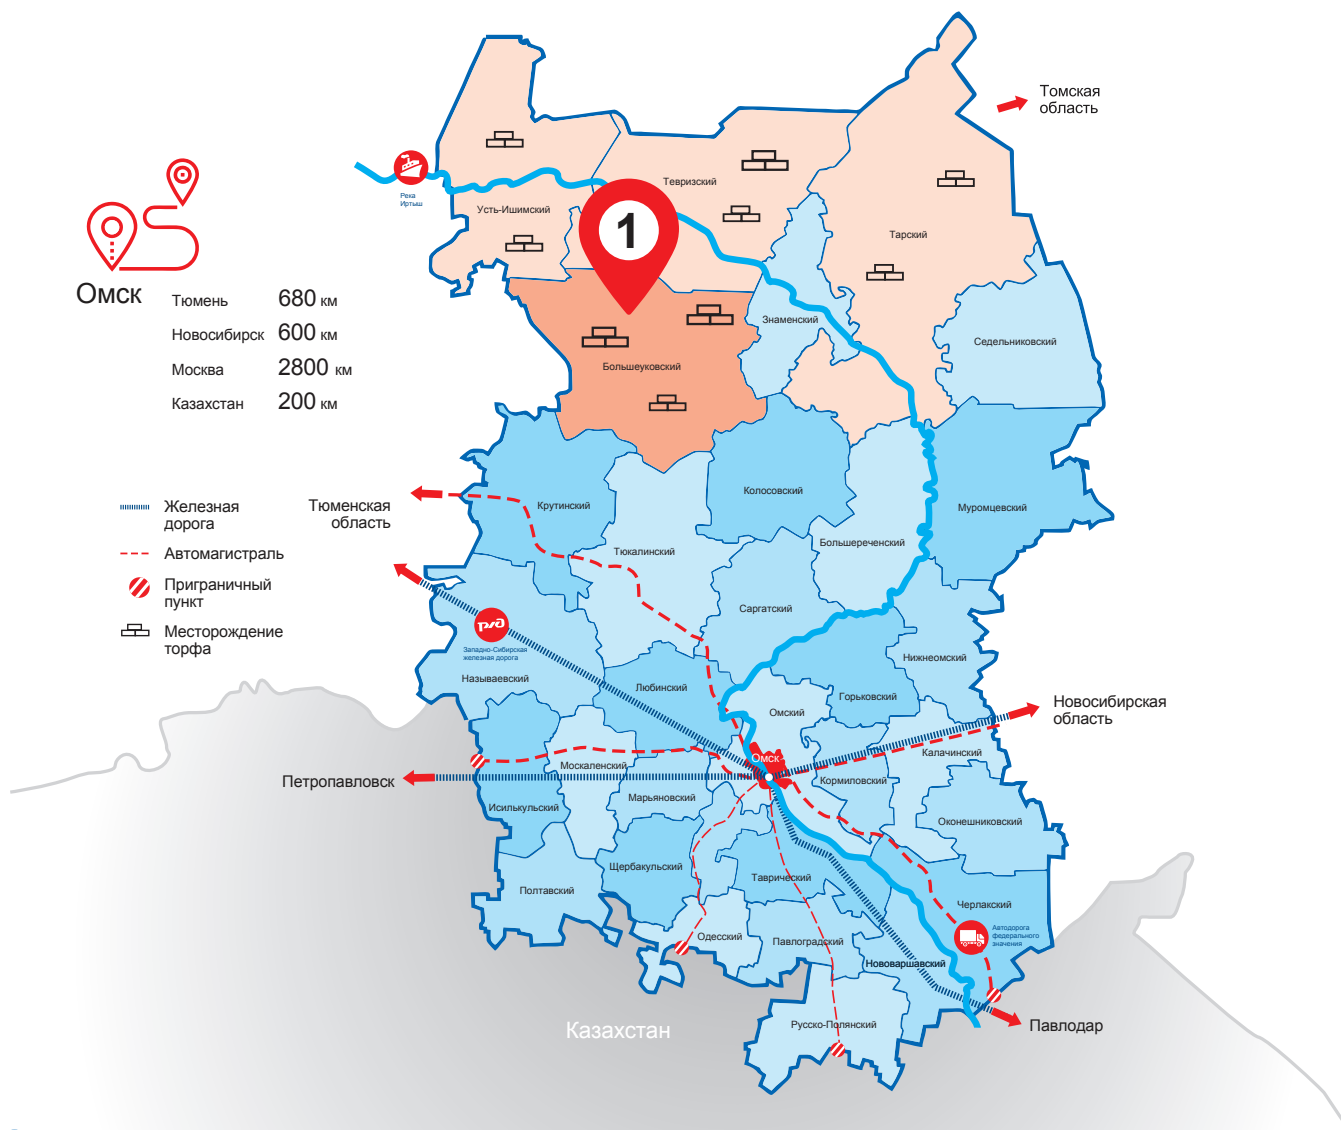 Томская
область
Река
Иртыш
Усть-Ишимский
Тевризский
1
Тарский
Омск
Тюмень 680 км
Новосибирск 600 км
Москва 2800 км
Казахстан 200 км
Знаменский
Седельниковский
Большеуковский
Железная
дорога
Автомагистраль
Приграничный
пункт
Месторождение
торфа
Тюменская
область
Крутинский
Колосовский
Муромцевский
Тюкалинский
Большереченский
Саргатский
ржд
Западно-Сибирская
железная дорога
Называевский
Нижнеомский
Любинский
Горьковский
Омский
Новосибирская
область
Калачинский
Омск
Москаленский
Кормиловский
Петропавловск
Марьяновский
Исилькульский
Оконешниковский
Щербакульский
Таврический
Полтавский
Черлакский
Автодорога
федерального
значения
Одесский
Павлоградский
Нововаршавский
Казахстан
Русско-Полянский
Павлодар